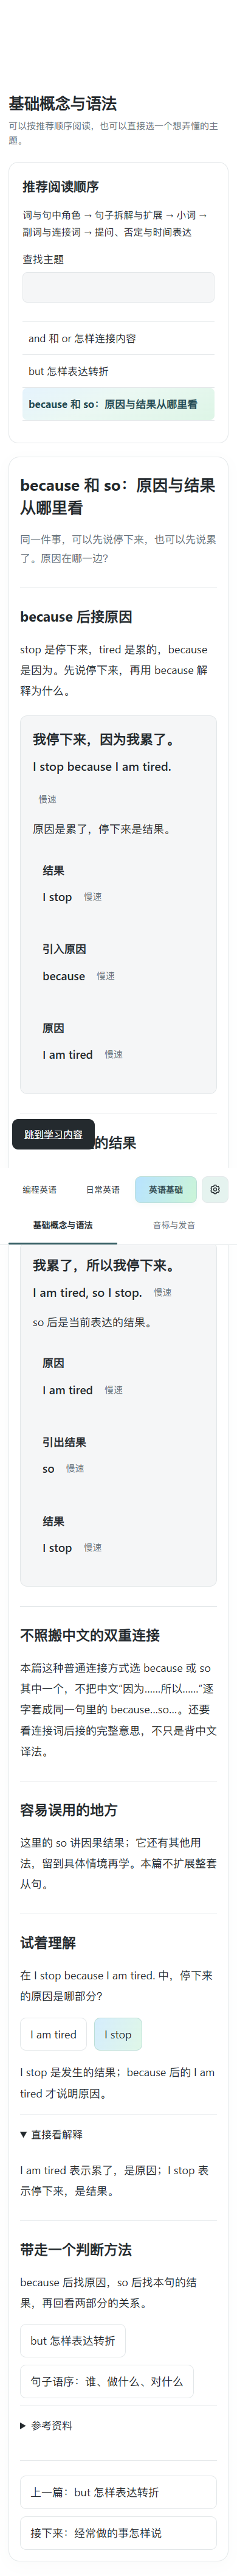 基础概念与语法
可以按推荐顺序阅读，也可以直接选一个想弄懂的主
题。
推荐阅读顺序
词与句中角色 → 句子拆解与扩展 → 小词 →
副词与连接词 → 提问、否定与时间表达
查找主题
and 和 or 怎样连接内容
but 怎样表达转折
because 和 so：原因与结果从哪里看
because 和 so：原因与结果
从哪里看
同一件事，可以先说停下来，也可以先说累
了。原因在哪一边？
because 后接原因
stop 是停下来，tired 是累的，because
是因为。先说停下来，再用 because 解
释为什么。
我停下来，因为我累了。
I stop because I am tired.
慢速
原因是累了，停下来是结果。
结果
I stop 慢速
引入原因
because 慢速
原因
I am tired 慢速
跳到学习内容
的结果
编程英语 日常英语 英语基础
基础概念与语法 音标与发音
我累了，所以我停下来。
I am tired, so I stop. 慢速
so 后是当前表达的结果。
原因
I am tired 慢速
引出结果
so 慢速
结果
I stop 慢速
不照搬中文的双重连接
本篇这种普通连接方式选 because 或 so
其中一个，不把中文“因为……所以……”逐
字套成同一句里的 because...so...。还要
看连接词后接的完整意思，不只是背中文
译法。
容易误用的地方
这里的 so 讲因果结果；它还有其他用
法，留到具体情境再学。本篇不扩展整套
从句。
试着理解
在 I stop because I am tired. 中，停下来
的原因是哪部分？
I am tired I stop
I stop 是发生的结果；because 后的 I am
tired 才说明原因。
▼ 直接看解释
I am tired 表示累了，是原因；I stop 表
示停下来，是结果。
带走一个判断方法
because 后找原因，so 后找本句的结
果，再回看两部分的关系。
but 怎样表达转折
句子语序：谁、做什么、对什么
▶ 参考资料
上一篇：but 怎样表达转折
接下来：经常做的事怎样说